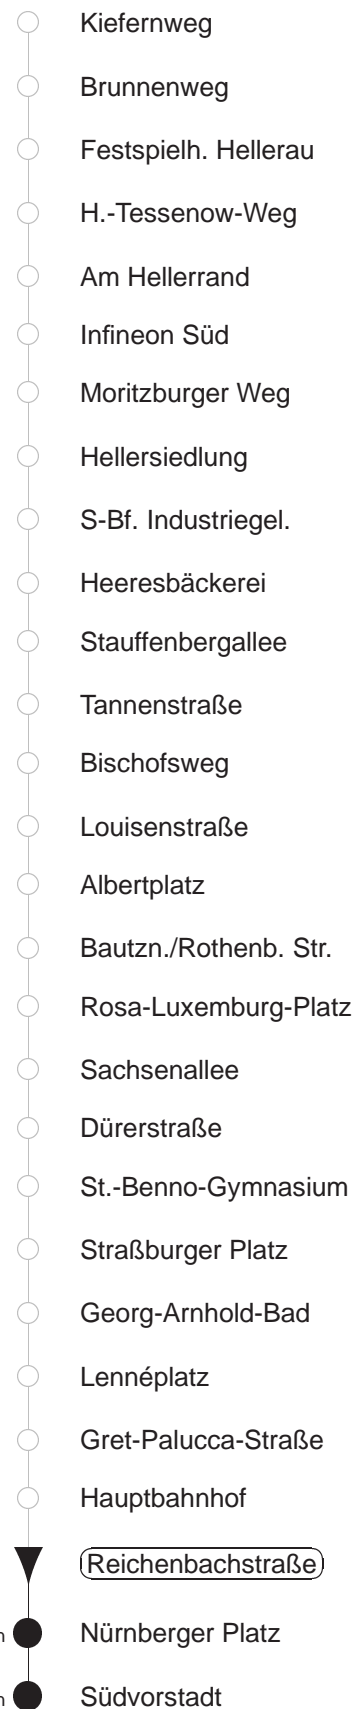 Kiefernweg
Brunnenweg
Festspielh. Hellerau
H.-Tessenow-Weg
Am Hellerrand
Infineon Süd
Moritzburger Weg
Hellersiedlung
S-Bf. Industriegel.
Heeresbäckerei
Stauffenbergallee
Tannenstraße
Bischofsweg
Louisenstraße
Albertplatz
Bautzn./Rothenb. Str.
Rosa-Luxemburg-Platz
Sachsenallee
Dürerstraße
St.-Benno-Gymnasium
Straßburger Platz
Georg-Arnhold-Bad
Lennéplatz
Gret-Palucca-Straße
Hauptbahnhof
Reichenbachstraße
Nürnberger Platz
Südvorstadt